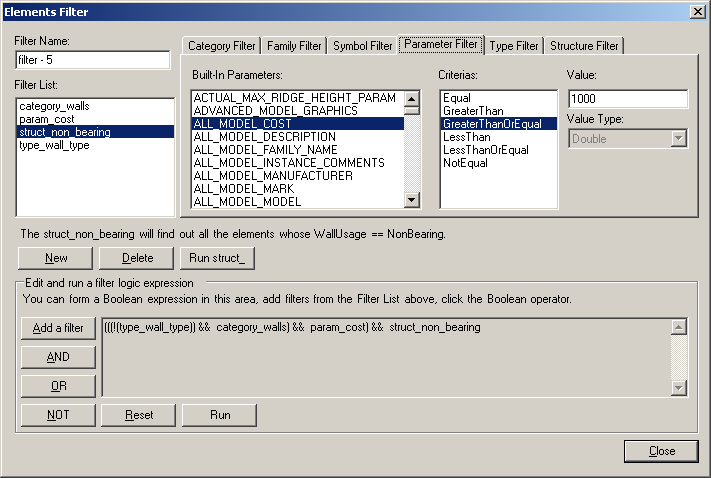 Elements Filter
Filter Name:
filter - 5
Filter List:
category_walls
param_cost
struct_non_bearing
type_wall_type
Category Filter
Family Filter
Symbol Filter
Parameter Filter
Type Filter
Structure Filter
Built-In Parameters:
ACTUAL_MAX_RIDGE_HEIGHT_PARAM
ADVANCED_MODEL_GRAPHICS
ALL_MODEL_COST
ALL_MODEL_DESCRIPTION
ALL_MODEL_FAMILY_NAME
ALL_MODEL_INSTANCE_COMMENTS
ALL_MODEL_MANUFACTURER
ALL_MODEL_MARK
ALL_MODEL_MODEL
Criterias:
Equal
GreaterThan
GreaterThanOrEqual
LessThan
LessThanOrEqual
NotEqual
Value:
1000
Value Type:
Double
The struct_non_bearing will find out all the elements whose WallUsage == NonBearing.
New
Delete
Run struct_
Edit and run a filter logic expression
You can form a Boolean expression in this area, add filters from the Filter List above, click the Boolean operator.
Add a filter
(((!(type_wall_type)) && category_walls) && param_cost) && struct_non_bearing
AND
OR
NOT
Reset
Run
Close